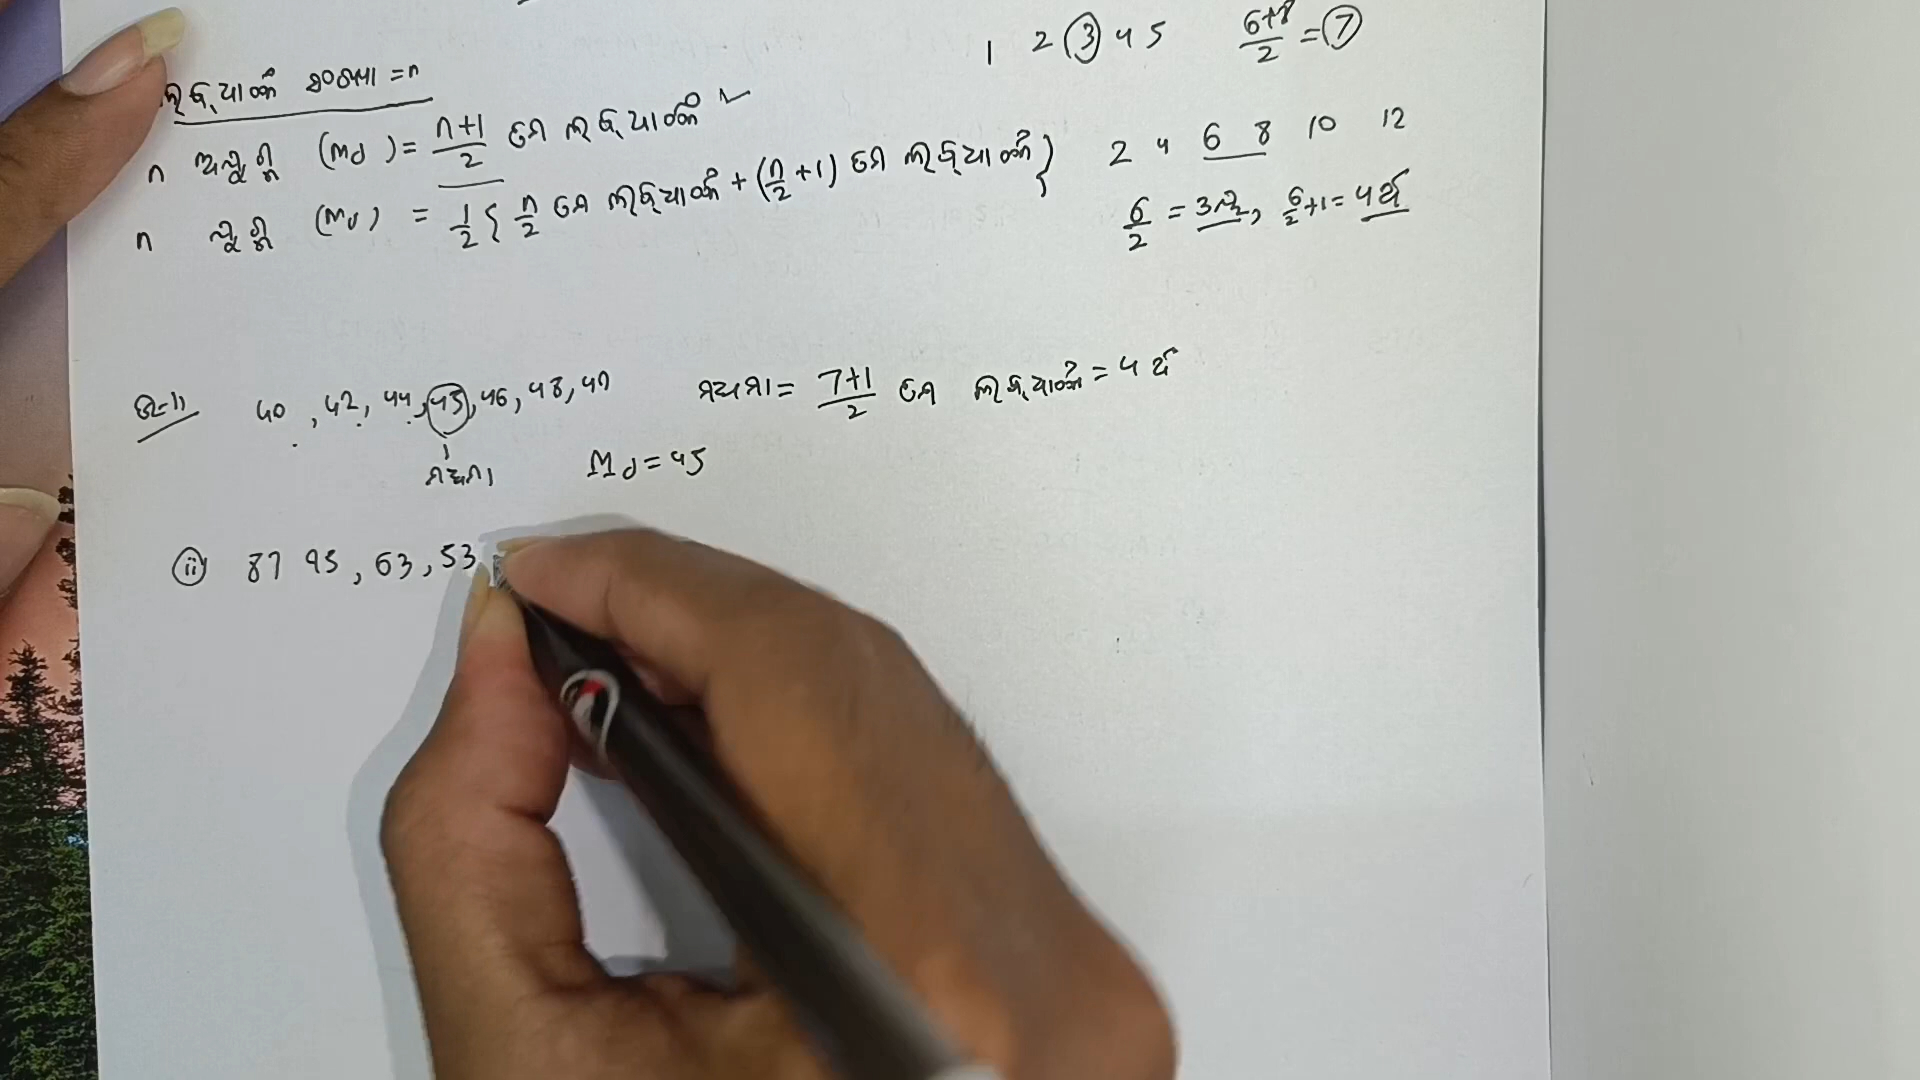 ଲବ୍ଧାଙ୍କ ସଂଖ୍ୟା = n
1 2 3 4 5 (6+8)/2 = 7
n ଅଯୁଗ୍ମ (Md) = (n+1)/2 ତମ ଲବ୍ଧାଙ୍କ ✓
n ଯୁଗ୍ମ (Md) = 1/2 { n/2 ତମ ଲବ୍ଧାଙ୍କ + (n/2 + 1) ତମ ଲବ୍ଧାଙ୍କ }
2 4 6 8 10 12
6/2 = 3ୟ, 6/2 + 1 = 4ର୍ଥ
40, 42, 44, 45, 46, 48, 49 ମଧ୍ୟମା = (7+1)/2 ତମ ଲବ୍ଧାଙ୍କ = 4 ର୍ଥ
ମଧ୍ୟମା Md = 45
(ii) 87 95, 63, 53